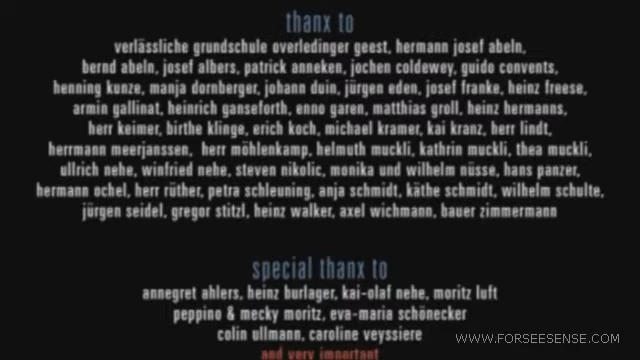 thanx to
verlässliche grundschule overledinger geest, hermann josef abeln,
bernd abeln, josef albers, patrick anneken, jochen coldewey, guido convents,
henning kunze, manja dornberger, johann duin, jürgen eden, josef franke, heinz freese,
armin gallinat, heinrich ganseforth, enno garen, matthias groll, heinz hermanns,
herr keimer, birthe klinge, erich koch, michael kramer, kai kranz, herr lindt,
herrmann meerjanssen, herr möhlenkamp, helmuth muckli, kathrin muckli, thea muckli,
ullrich nehe, winfried nehe, steven nikolic, monika und wilhelm nüsse, hans panzer,
hermann ochel, herr rüther, petra schleuning, anja schmidt, käthe schmidt, wilhelm schulte,
jürgen seidel, gregor stitzl, heinz walker, axel wichmann, bauer zimmermann
special thanx to
annegret ahlers, heinz burlager, kai-olaf nehe, moritz luft
peppino & mecky moritz, eva-maria schönecker
colin ullmann, caroline veyssiere
and very important
WWW.FORSEESENSE.COM